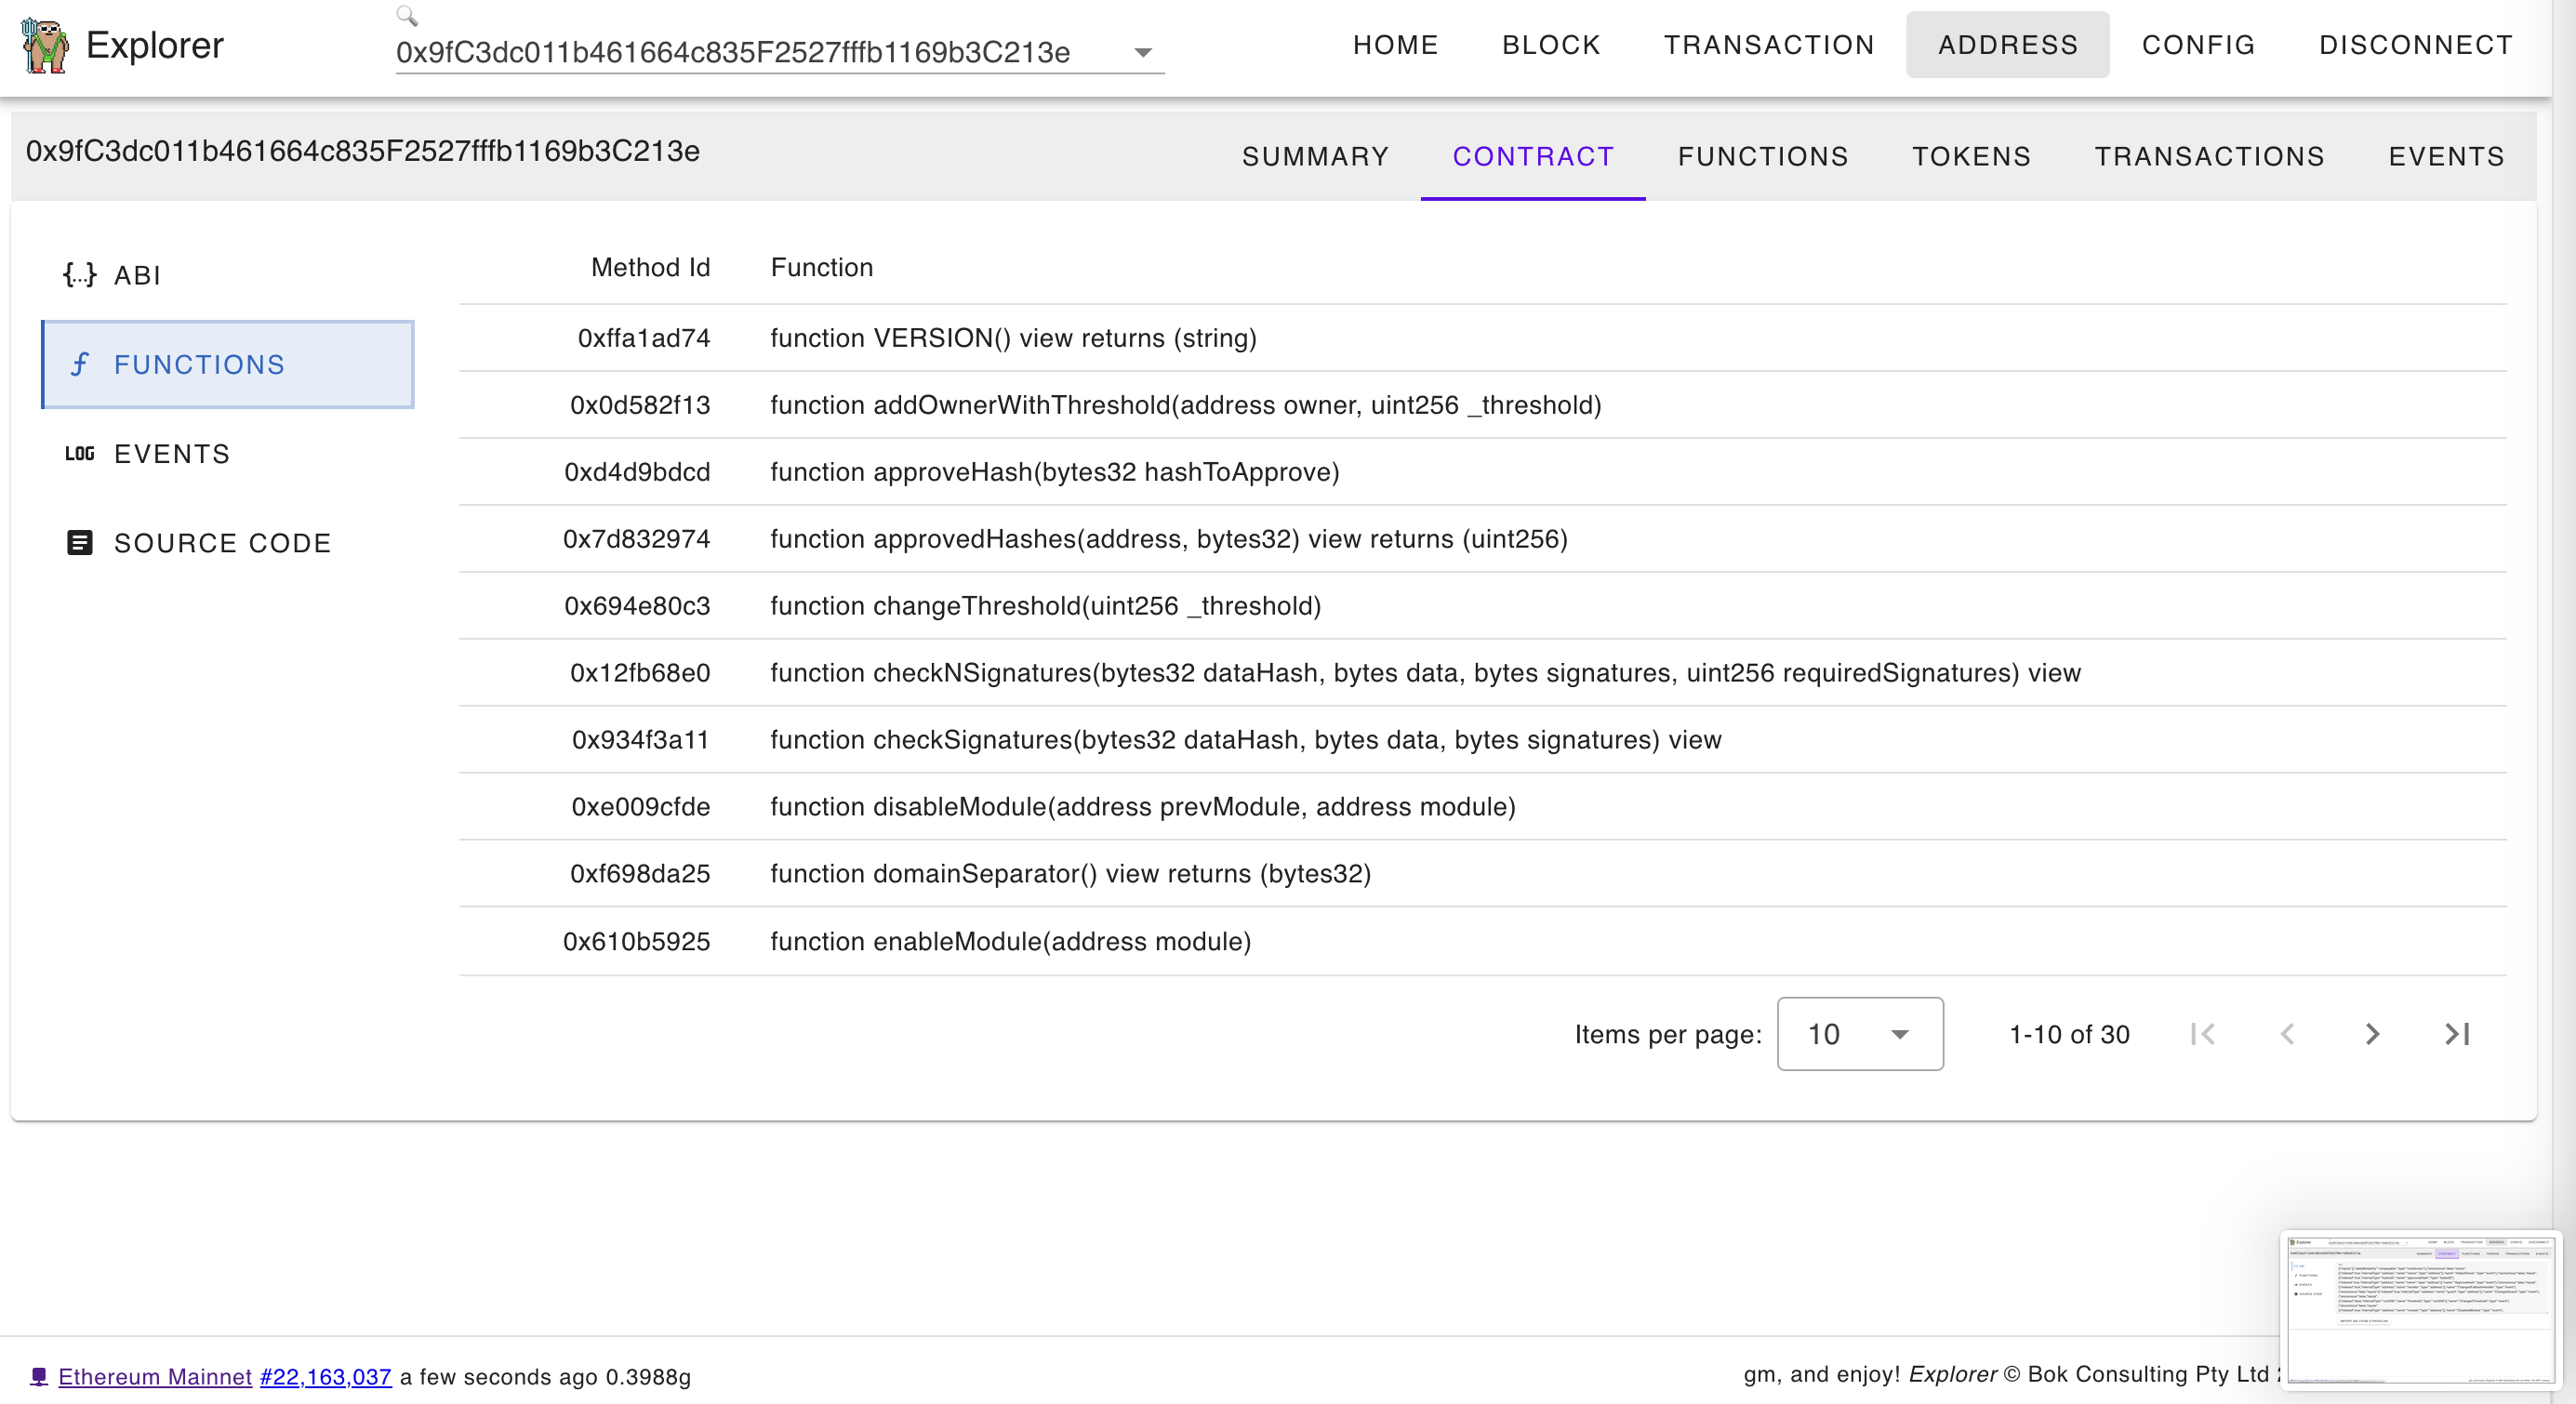 Explorer
0x9fC3dc011b461664c835F2527fffb1169b3C213e
HOME BLOCK TRANSACTION ADDRESS CONFIG DISCONNECT
0x9fC3dc011b461664c835F2527fffb1169b3C213e
SUMMARY CONTRACT FUNCTIONS TOKENS TRANSACTIONS EVENTS
{...} ABI
f FUNCTIONS
LOG EVENTS
SOURCE CODE
Method Id Function
0xffa1ad74 function VERSION() view returns (string)
0x0d582f13 function addOwnerWithThreshold(address owner, uint256 _threshold)
0xd4d9bdcd function approveHash(bytes32 hashToApprove)
0x7d832974 function approvedHashes(address, bytes32) view returns (uint256)
0x694e80c3 function changeThreshold(uint256 _threshold)
0x12fb68e0 function checkNSignatures(bytes32 dataHash, bytes data, bytes signatures, uint256 requiredSignatures) view
0x934f3a11 function checkSignatures(bytes32 dataHash, bytes data, bytes signatures) view
0xe009cfde function disableModule(address prevModule, address module)
0xf698da25 function domainSeparator() view returns (bytes32)
0x610b5925 function enableModule(address module)
Items per page: 10 1-10 of 30
Ethereum Mainnet #22,163,037 a few seconds ago 0.3988g
gm, and enjoy! Explorer © Bok Consulting Pty Ltd